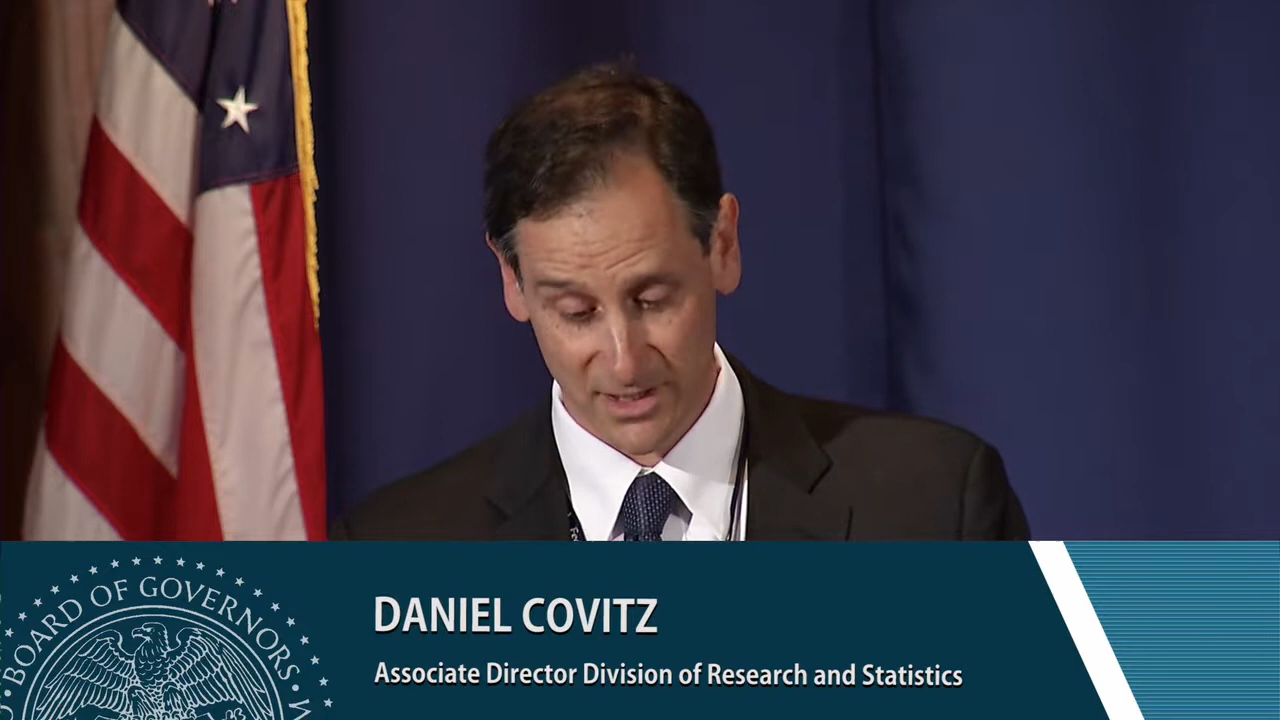 BOARD OF GOVERNORS
DANIEL COVITZ
Associate Director Division of Research and Statistics